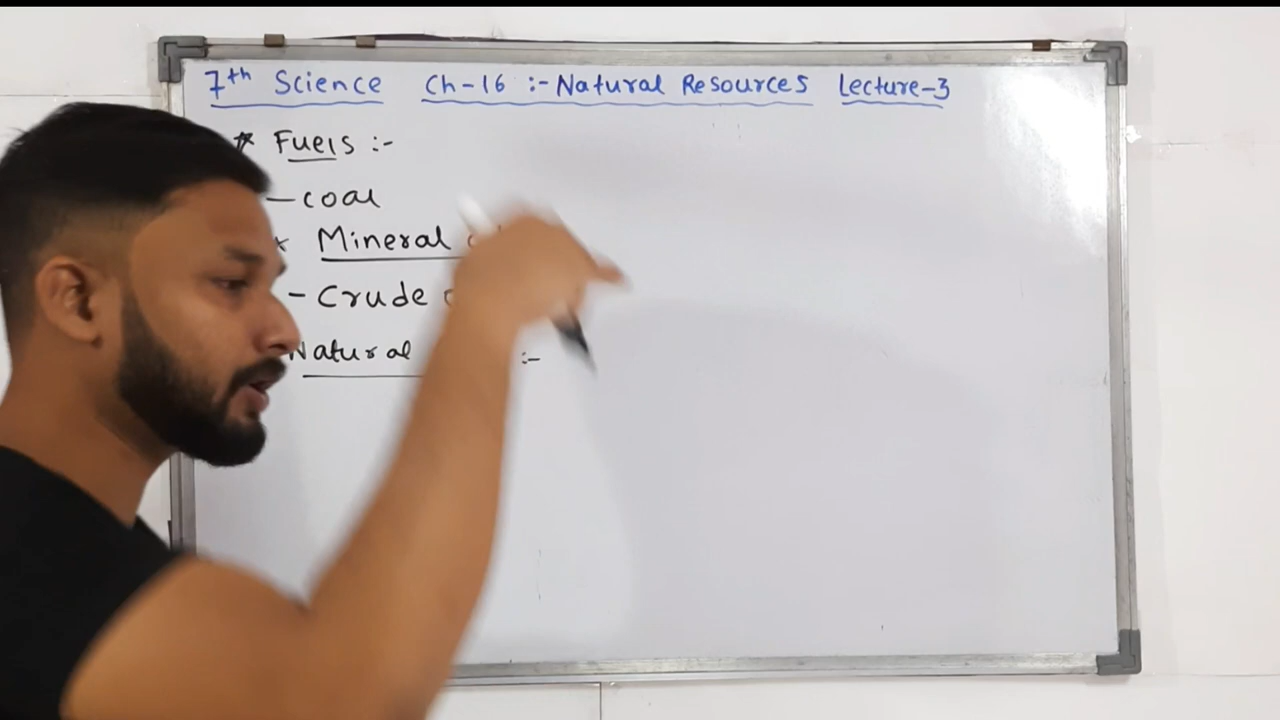 7th Science Ch-16 :- Natural Resources Lecture-3
* Fuels :-
- coal
* Mineral
- Crude
Natural :-